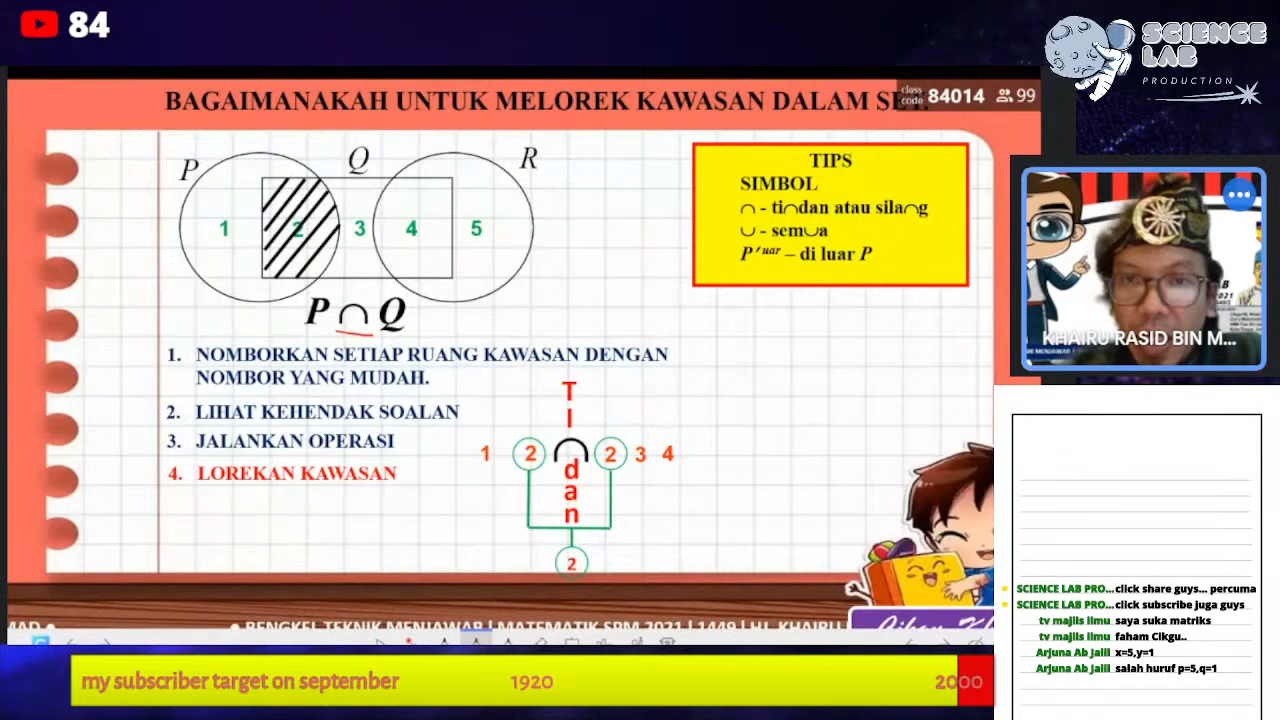 84
SCIENCE
LAB
PRODUCTION
BAGAIMANAKAH UNTUK MELOREK KAWASAN DALAM
class code 84014 99
P Q R
1 2 3 4 5
P ∩ Q
TIPS
SIMBOL
∩ - ti∩dan atau sila∩g
∪ - sem∪a
P′uar – di luar P
1. NOMBORKAN SETIAP RUANG KAWASAN DENGAN
NOMBOR YANG MUDAH.
2. LIHAT KEHENDAK SOALAN
3. JALANKAN OPERASI
4. LOREKAN KAWASAN
T
I
1 2 ∩ 2 3 4
d
a
n
2
KHAIRU RASID BIN M...
MAD ● ● BENGKEL TEKNIK MENJAWAB | MATEMATIK SPM 2021 | 1449 | HJ. KHAIRU
SCIENCE LAB PRO... click share guys... percuma
SCIENCE LAB PRO... click subscribe juga guys
tv majlis ilmu saya suka matriks
tv majlis ilmu faham Cikgu..
Arjuna Ab Jalil x=5,y=1
Arjuna Ab Jalil salah huruf p=5,q=1
my subscriber target on september 1920 2000